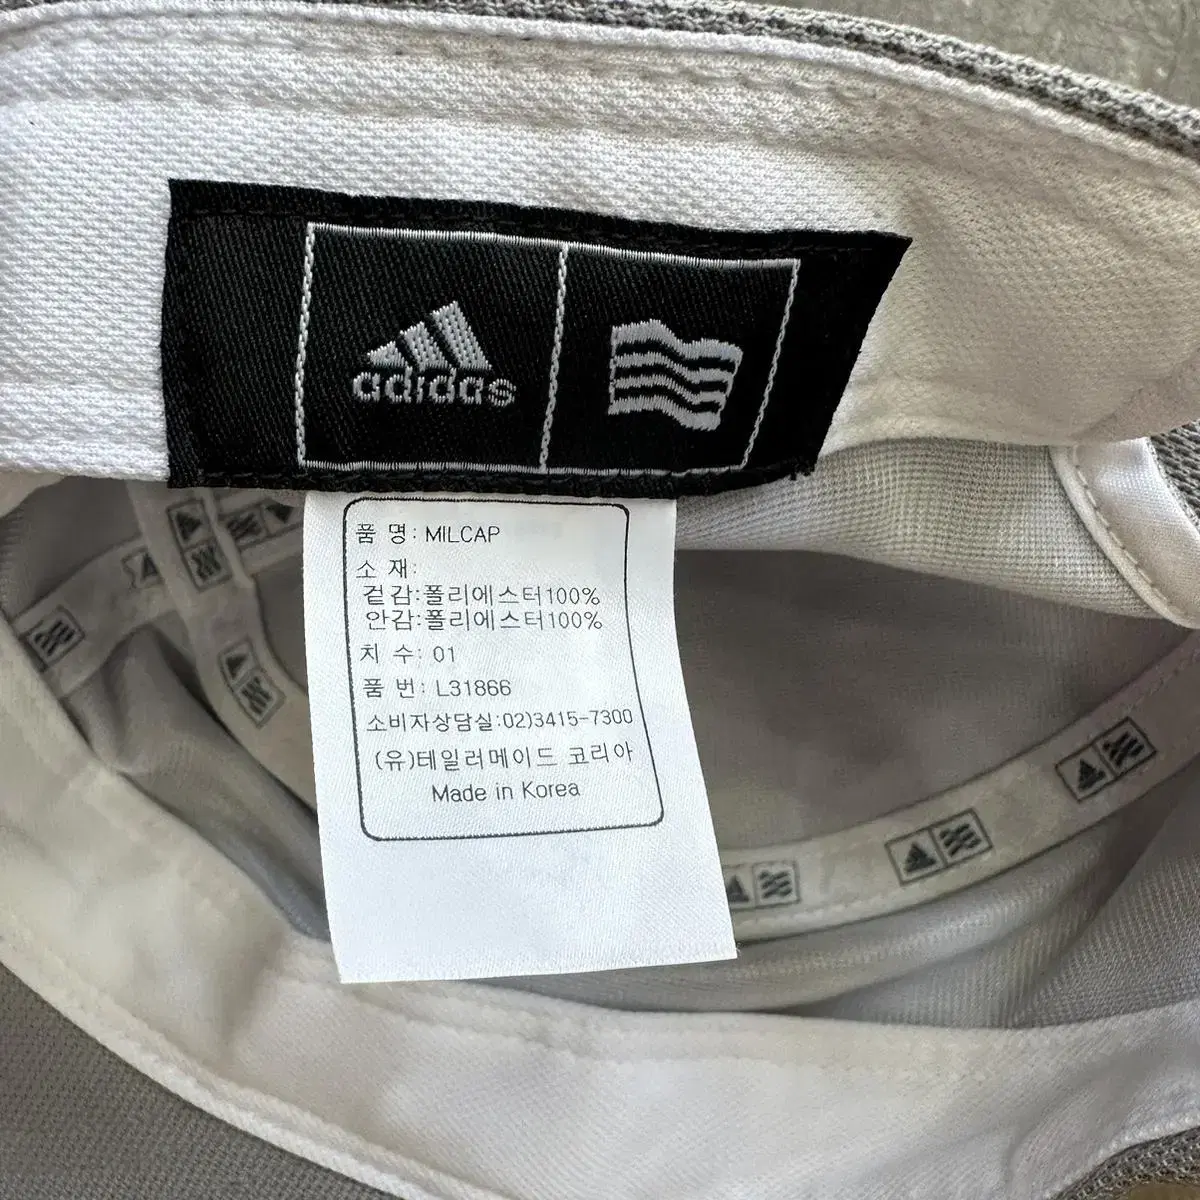 adidas
품 명: MILCAP
소 재:
겉감:폴리에스터100%
안감:폴리에스터100%
치 수: 01
품 번: L31866
소비자상담실:02)3415-7300
(유)테일러메이드 코리아
Made in Korea